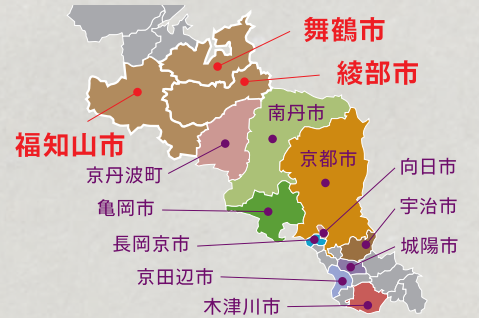 舞鶴市
綾部市
福知山市
南丹市
京都市
京丹波町
向日市
亀岡市
宇治市
長岡京市
城陽市
京田辺市
木津川市